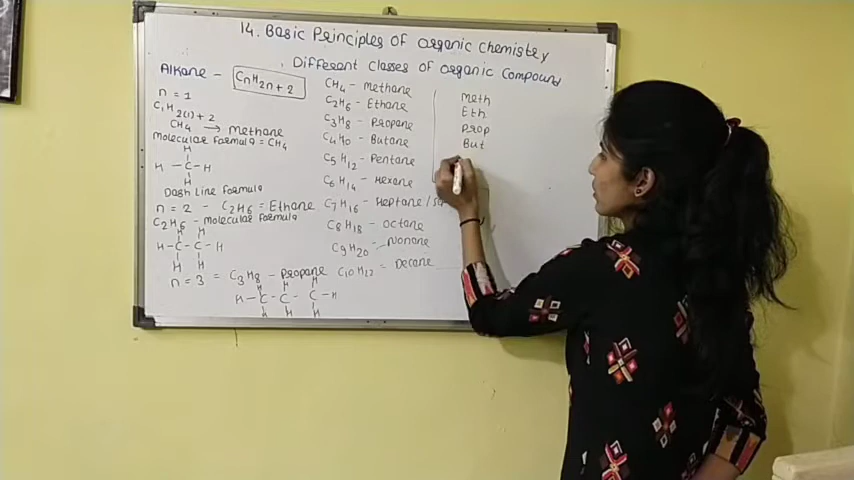 14. Basic Principles of Organic Chemistry
Different Classes of Organic Compound
Alkane - CnH2n+2
n = 1
C1H2(1)+2
CH4 → Methane
Molecular Formula = CH4
H
H - C - H
H
Dash Line Formula
n = 2 - C2H6 = Ethane
C2H6 - Molecular Formula
H H
H - C - C - H
H H
n = 3 = C3H8 - Propane
H H H
H - C - C - C - H
H H H
CH4 - Methane
C2H6 - Ethane
C3H8 - Propane
C4H10 - Butane
C5H12 - Pentane
C6H14 - Hexane
C7H16 - Heptane /
C8H18 - Octane
C9H20 - Nonane
C10H22 = Decane
Meth
Eth
Prop
But